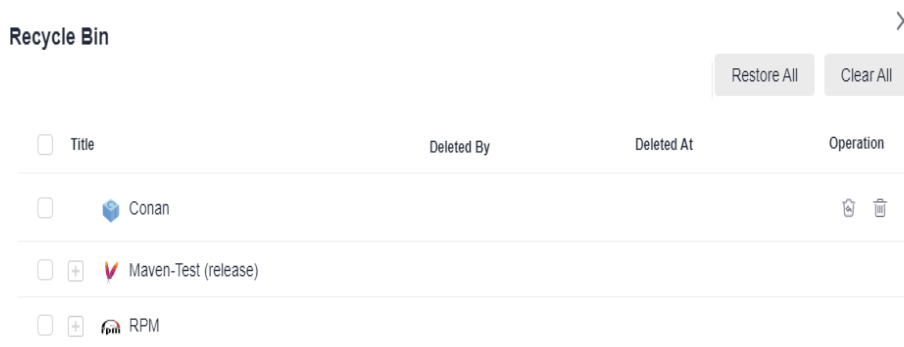 Recycle Bin
Restore All Clear All
Title Deleted By Deleted At Operation
Conan
Maven-Test (release)
rpm RPM